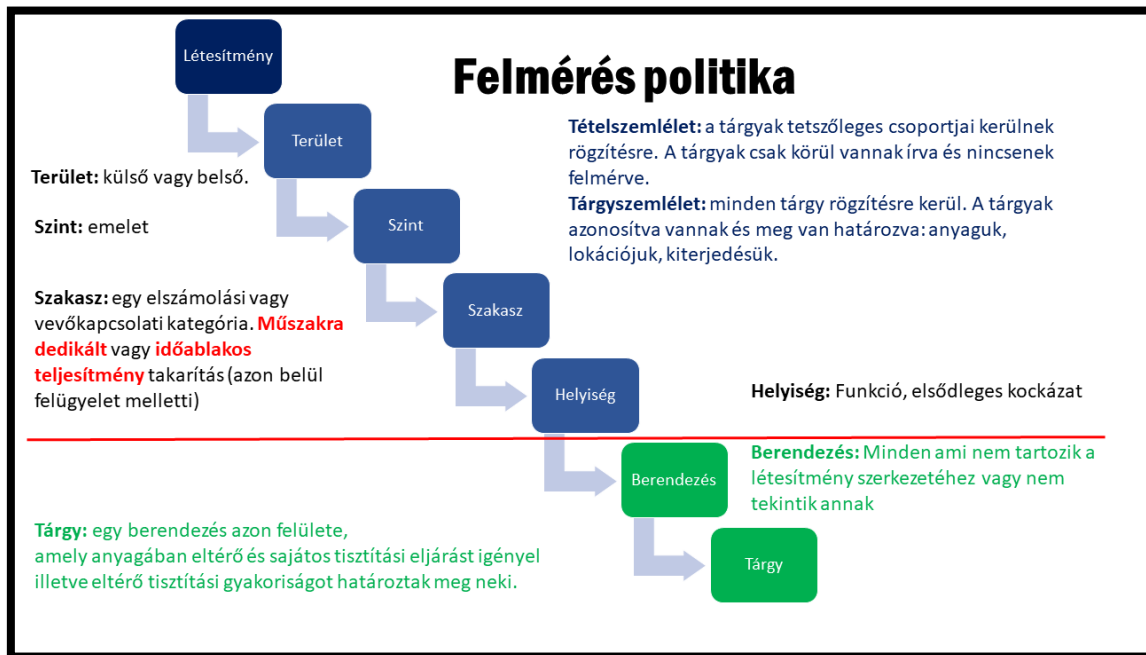 Létesítmény
Felmérés politika
Terület
Tételszemlélet: a tárgyak tetszőleges csoportjai kerülnek
rögzítésre. A tárgyak csak körül vannak írva és nincsenek
felmérve.
Tárgyszemlélet: minden tárgy rögzítésre kerül. A tárgyak
azonosítva vannak és meg van határozva: anyaguk,
lokációjuk, kiterjedésük.
Terület: külső vagy belső.
Szint: emelet
Szint
Szakasz: egy elszámolási vagy
vevőkapcsolati kategória. Műszakra
dedikált vagy időablakos
teljesítmény takarítás (azon belül
felügyelet melletti)
Szakasz
Helyiség
Helyiség: Funkció, elsődleges kockázat
Berendezés
Berendezés: Minden ami nem tartozik a
létesítmény szerkezetéhez vagy nem
tekintik annak
Tárgy: egy berendezés azon felülete,
amely anyagában eltérő és sajátos tisztítási eljárást igényel
illetve eltérő tisztítási gyakoriságot határoztak meg neki.
Tárgy